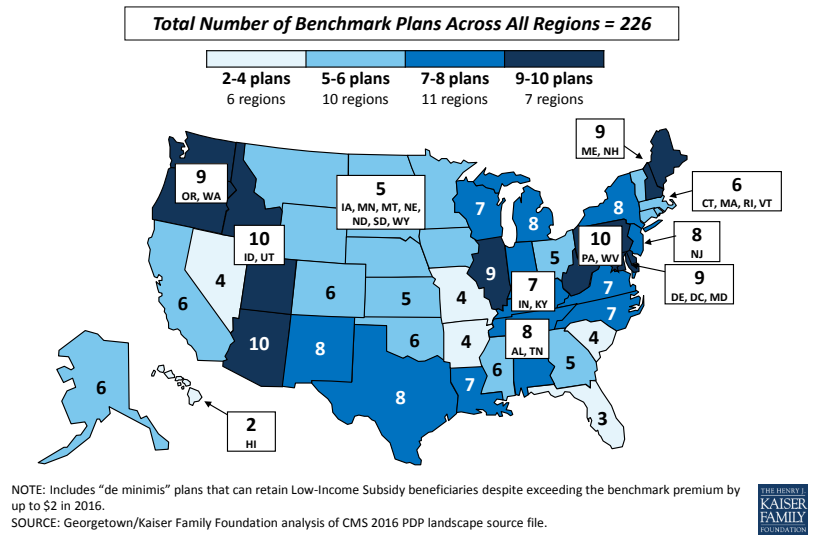 Total Number of Benchmark Plans Across All Regions = 226
2-4 plans
6 regions
5-6 plans
10 regions
7-8 plans
11 regions
9-10 plans
7 regions
9
ME, NH
9
OR, WA
5
IA, MN, MT, NE,
ND, SD, WY
6
CT, MA, RI, VT
7
8
8
10
ID, UT
10
PA, WV
8
NJ
5
9
4
6
6
5
4
7
IN, KY
9
DE, DC, MD
7
7
10
8
6
4
8
AL, TN
4
6
5
6
8
7
3
2
HI
NOTE: Includes “de minimis” plans that can retain Low-Income Subsidy beneficiaries despite exceeding the benchmark premium by
up to $2 in 2016.
SOURCE: Georgetown/Kaiser Family Foundation analysis of CMS 2016 PDP landscape source file.
THE HENRY J.
KAISER
FAMILY
FOUNDATION